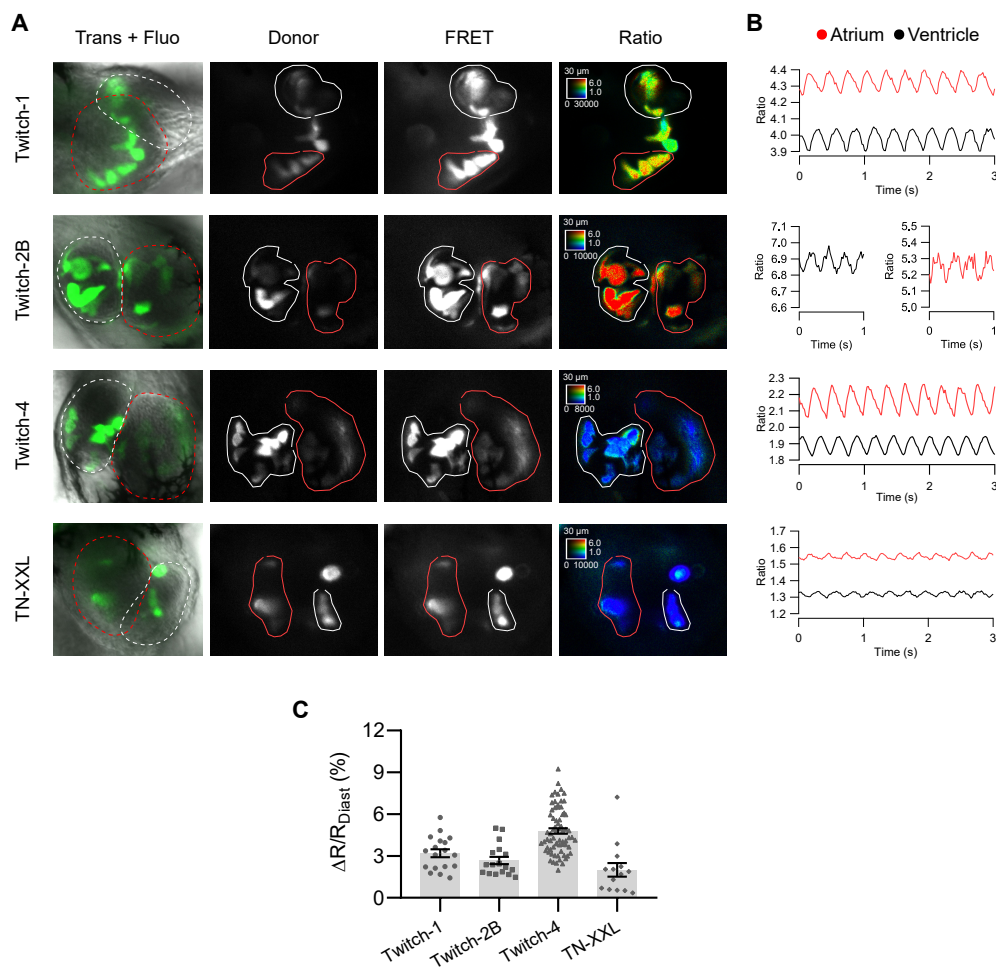 A
B
Trans + Fluo Donor FRET Ratio
Atrium Ventricle
Twitch-1
30 µm
6.0
1.0
0 30000
Ratio
4.4
4.3
4.2
4.1
4.0
3.9
0 1 2 3
Time (s)
Twitch-2B
30 µm
6.0
1.0
0 10000
Ratio
7.1
7.0
6.9
6.8
6.7
6.6
0 1
Time (s)
Ratio
5,5
5,4
5,3
5,2
5,1
5,0
0 1
Time (s)
Twitch-4
30 µm
6.0
1.0
0 8000
Ratio
2.3
2.2
2.1
2.0
1.9
1.8
0 1 2 3
Time (s)
TN-XXL
30 µm
6.0
1.0
0 10000
Ratio
1.7
1.6
1.5
1.4
1.3
1.2
0 1 2 3
Time (s)
C
ΔR/R_Diast (%)
12
9
6
3
0
Twitch-1 Twitch-2B Twitch-4 TN-XXL